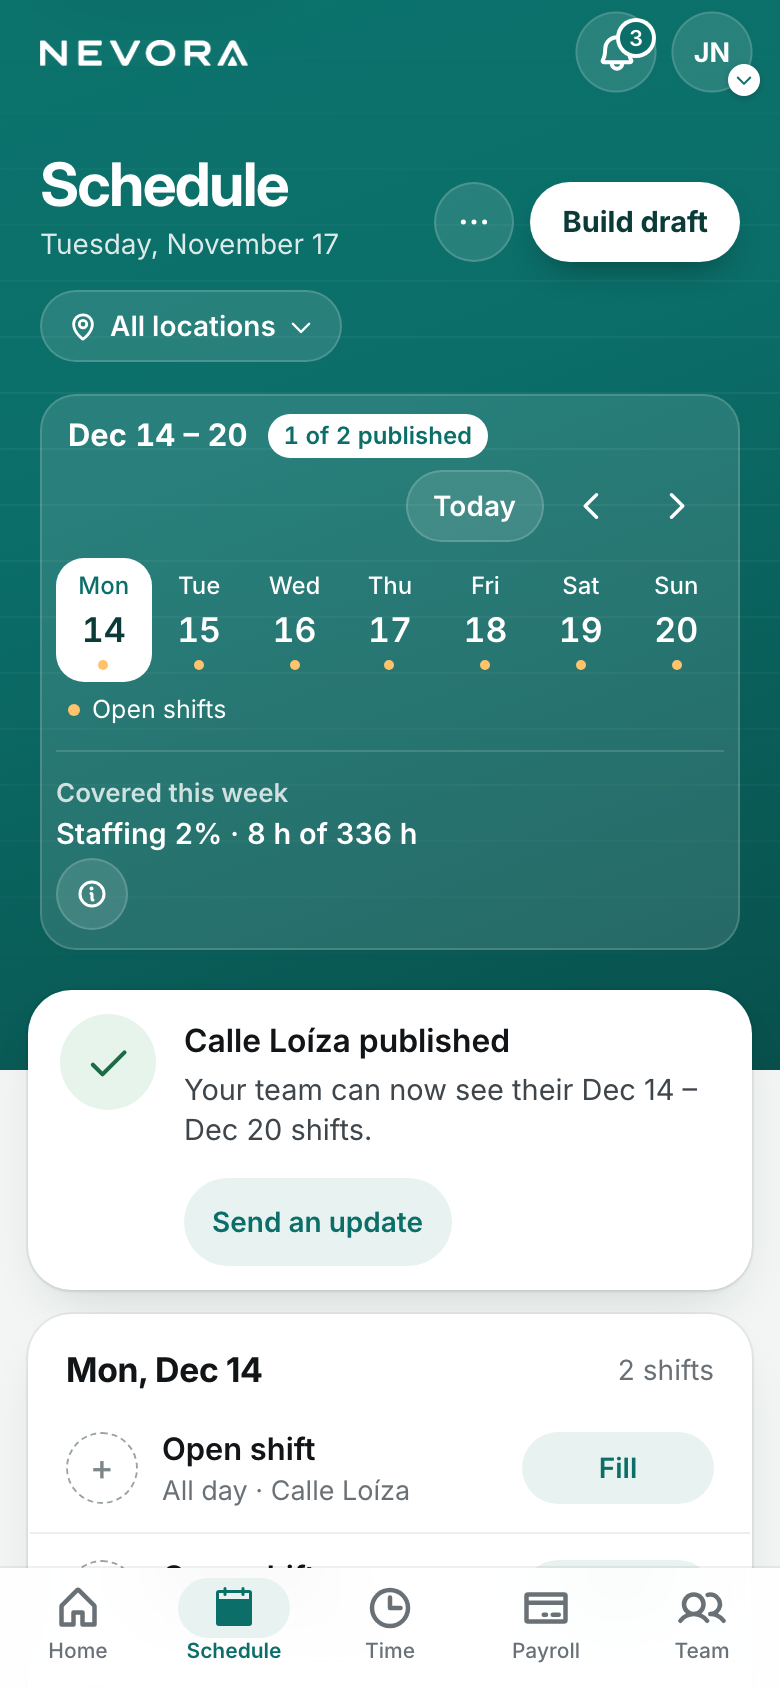 NEVORA
3
JN
Schedule
Tuesday, November 17
...
Build draft
All locations
Dec 14 – 20
1 of 2 published
Today
Mon Tue Wed Thu Fri Sat Sun
14 15 16 17 18 19 20
Open shifts
Covered this week
Staffing 2% · 8 h of 336 h
Calle Loíza published
Your team can now see their Dec 14 –
Dec 20 shifts.
Send an update
Mon, Dec 14
2 shifts
Open shift
All day · Calle Loíza
Fill
Home
Schedule
Time
Payroll
Team